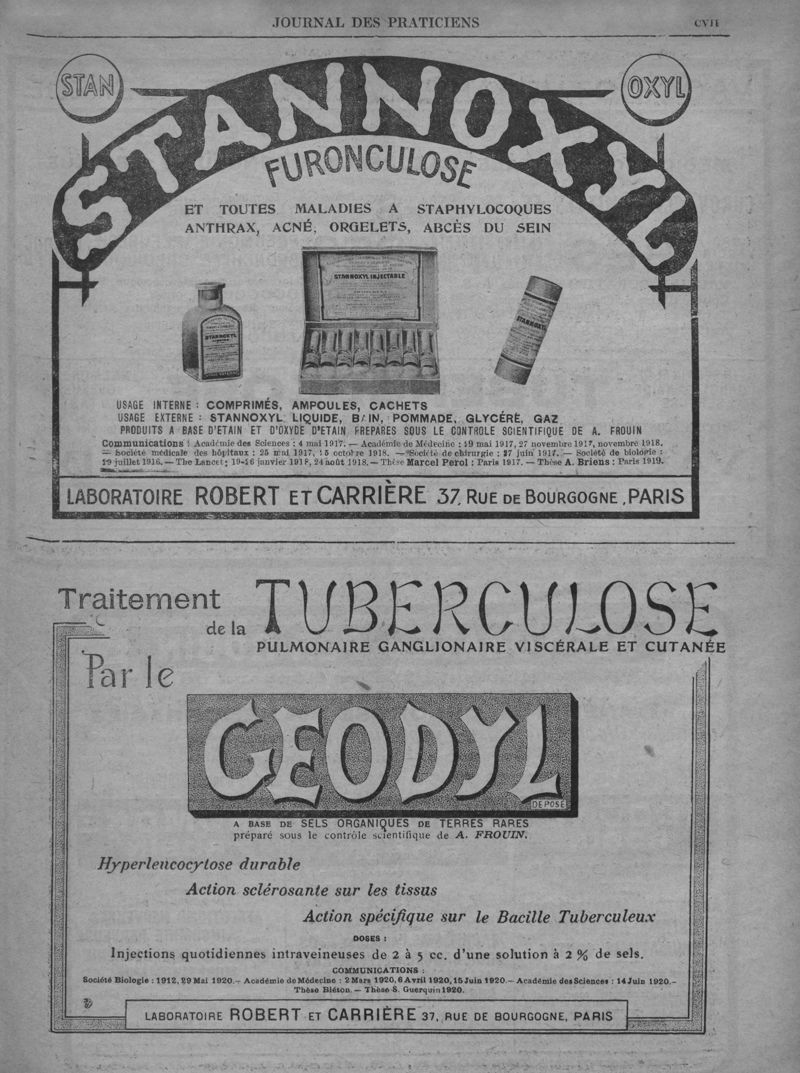 JOURNAL DES PRATICIENS
CVII
STAN
OXYL
STANNOXYL
FURONCULOSE
ET TOUTES MALADIES A STAPHYLOCOQUES
ANTHRAX, ACNÉ, ORGELETS, ABCÈS DU SEIN
STANNOXYL INJECTABLE
STANNOXYL
STANNOXYL
USAGE INTERNE : COMPRIMÉS, AMPOULES, CACHETS
USAGE EXTERNE : STANNOXYL LIQUIDE, BAIN, POMMADE, GLYCÉRÉ, GAZ
PRODUITS A BASE D'ETAIN ET D'OXYDE D'ETAIN PREPARES SOUS LE CONTROLE SCIENTIFIQUE DE A. FROUIN
Communications : Académie des Sciences : 4 mai 1917. — Académie de Médecine : 19 mai 1917, 27 novembre 1917, novembre 1918.
— Société médicale des hôpitaux : 25 mai 1917, 15 octobre 1918. — Société de chirurgie : 27 juin 1917. — Société de biologie :
29 juillet 1916. — The Lancet : 19-26 janvier 1918, 24 août 1918. — Thèse Marcel Perol : Paris 1917. — Thèse A. Briens : Paris 1919.
LABORATOIRE ROBERT ET CARRIÈRE 37, RUE DE BOURGOGNE, PARIS
Traitement
de la TUBERCULOSE
PULMONAIRE GANGLIONAIRE VISCÉRALE ET CUTANÉE
Par le
GEODYL
DEPOSÉ
A BASE DE SELS ORGANIQUES DE TERRES RARES
préparé sous le contrôle scientifique de A. FROUIN.
Hyperleucocytose durable
Action sclérosante sur les tissus
Action spécifique sur le Bacille Tuberculeux
DOSES :
Injections quotidiennes intraveineuses de 2 à 5 cc. d'une solution à 2 % de sels.
COMMUNICATIONS :
Société Biologie : 1912, 29 Mai 1920. — Académie de Médecine : 2 Mars 1920, 6 Avril 1920, 15 Juin 1920. — Académie des Sciences : 14 Juin 1920. —
Thèse Bléton. — Thèse S. Guerquin 1920.
LABORATOIRE ROBERT ET CARRIÈRE 37, RUE DE BOURGOGNE, PARIS